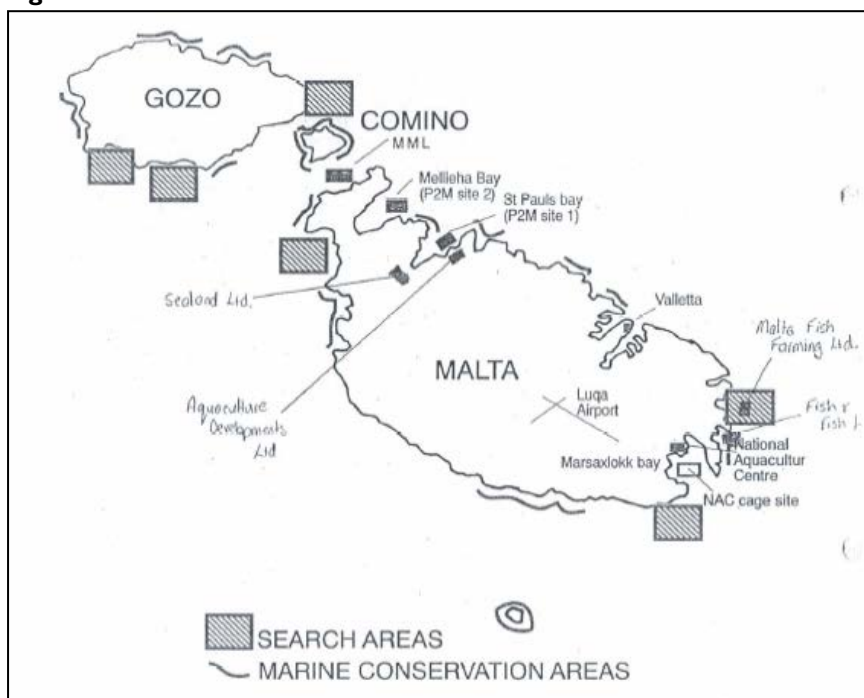 GOZO
COMINO
MML
Mellieha Bay
(P2M site 2)
St Pauls bay
(P2M site 1)
Sealand Ltd.
Valletta
Malta Fish
Farming Ltd.
MALTA
Aquaculture
Developments
Ltd
Luqa
Airport
Fish &
Fish
National
Aquacultur
Centre
Marsaxlokk bay
NAC cage site
SEARCH AREAS
MARINE CONSERVATION AREAS